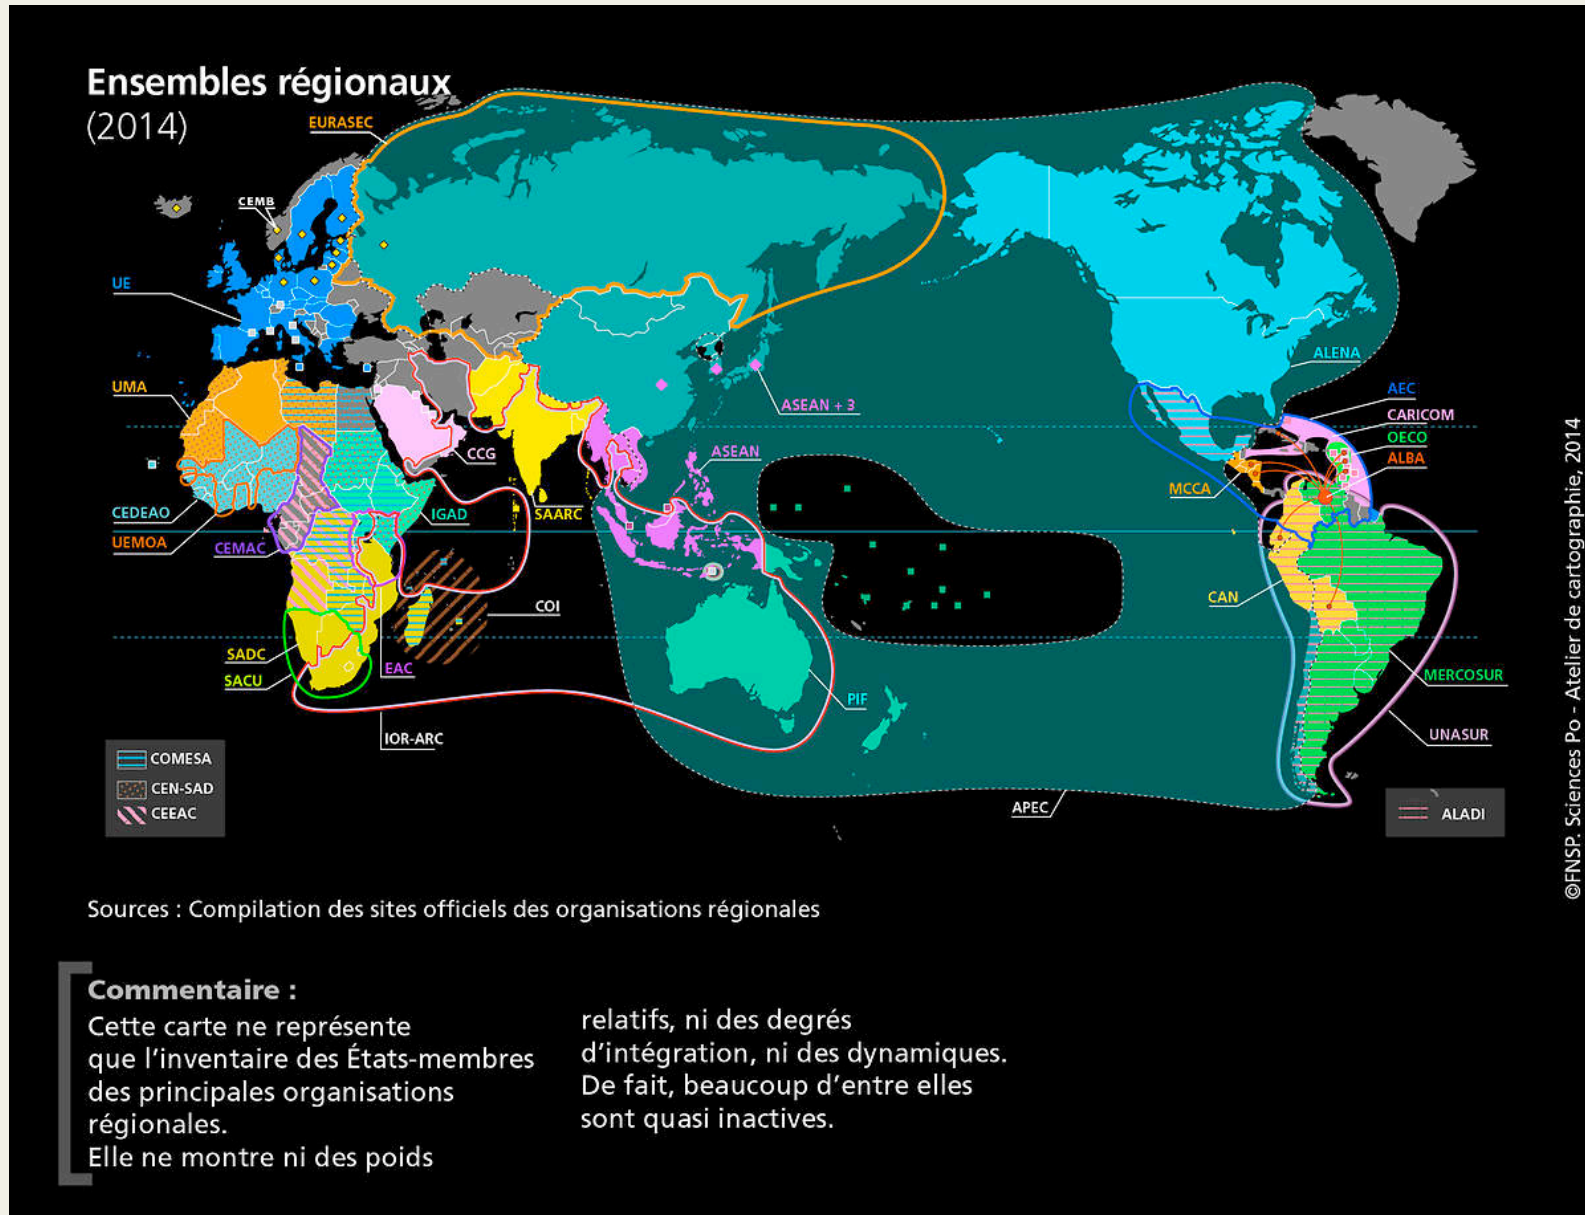 Ensembles régionaux
(2014)
EURASEC
CEMB
UE
UMA
CEDEAO
UEMOA
CEMAC
IGAD
CCG
SAARC
ASEAN + 3
ASEAN
COI
SADC
SACU
EAC
IOR-ARC
PIF
APEC
ALENA
AEC
CARICOM
OECO
ALBA
MCCA
CAN
MERCOSUR
UNASUR
COMESA
CEN-SAD
CEEAC
ALADI
©FNSP. Sciences Po - Atelier de cartographie, 2014
Sources : Compilation des sites officiels des organisations régionales
Commentaire :
Cette carte ne représente
que l’inventaire des États-membres
des principales organisations
régionales.
Elle ne montre ni des poids
relatifs, ni des degrés
d’intégration, ni des dynamiques.
De fait, beaucoup d’entre elles
sont quasi inactives.